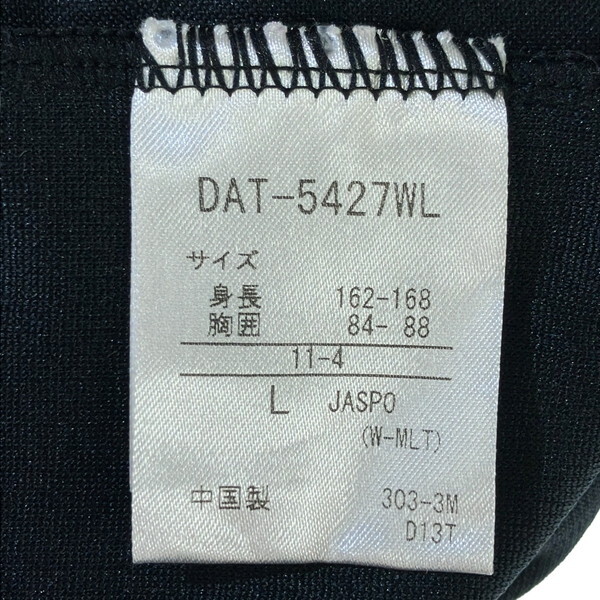 DAT-5427WL
サイズ
身長 162-168
胸囲 84- 88
11-4
L JASPO
(W-MLT)
中国製 303-3M
D13T